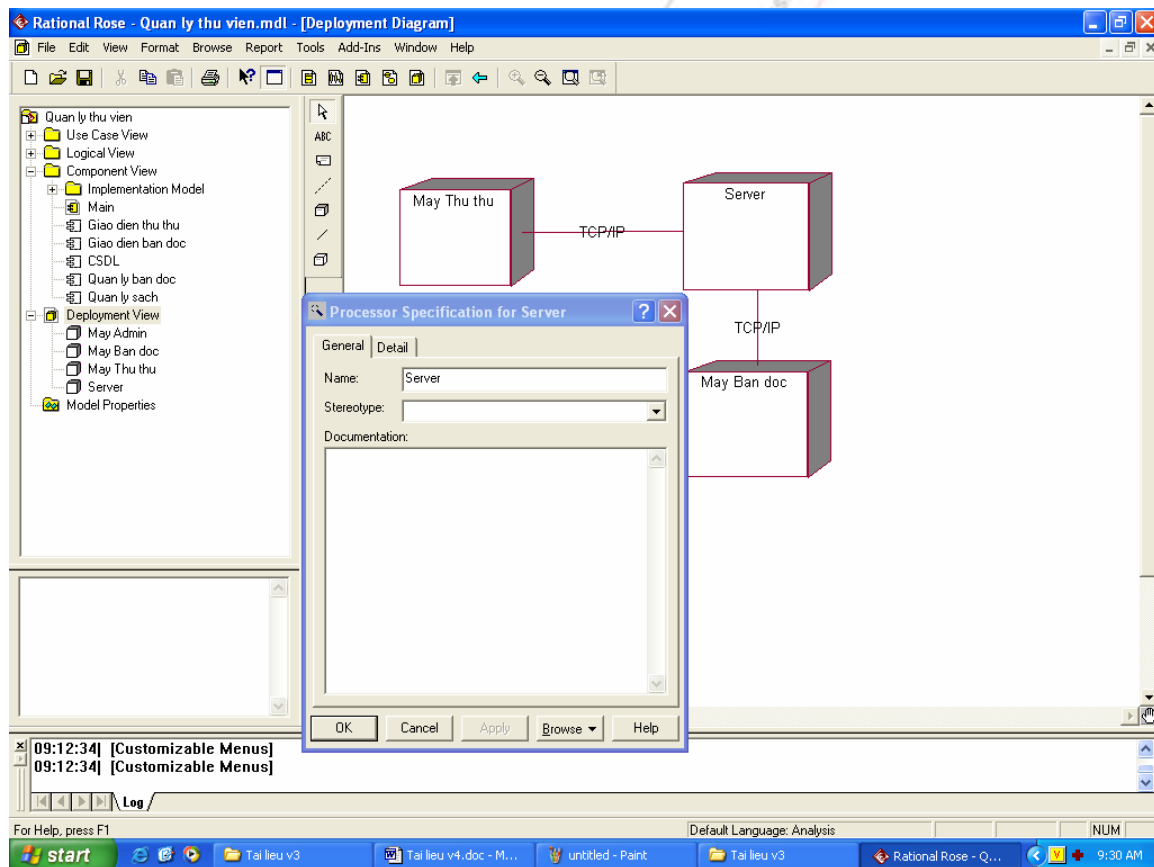 Rational Rose - Quan ly thu vien.mdl - [Deployment Diagram]
File Edit View Format Browse Report Tools Add-Ins Window Help
Quan ly thu vien
Use Case View
Logical View
Component View
Implementation Model
Main
Giao dien thu thu
Giao dien ban doc
CSDL
Quan ly ban doc
Quan ly sach
Deployment View
May Admin
May Ban doc
May Thu thu
Server
Model Properties
ABC
May Thu thu
TCP/IP
Server
TCP/IP
May Ban doc
Processor Specification for Server
General Detail
Name: Server
Stereotype:
Documentation:
OK Cancel Apply Browse Help
09:12:34| [Customizable Menus]
09:12:34| [Customizable Menus]
Log
For Help, press F1
Default Language: Analysis
NUM
start
Tai lieu v3
Tai lieu v4.doc - M...
untitled - Paint
Tai lieu v3
Rational Rose - Q...
V
9:30 AM